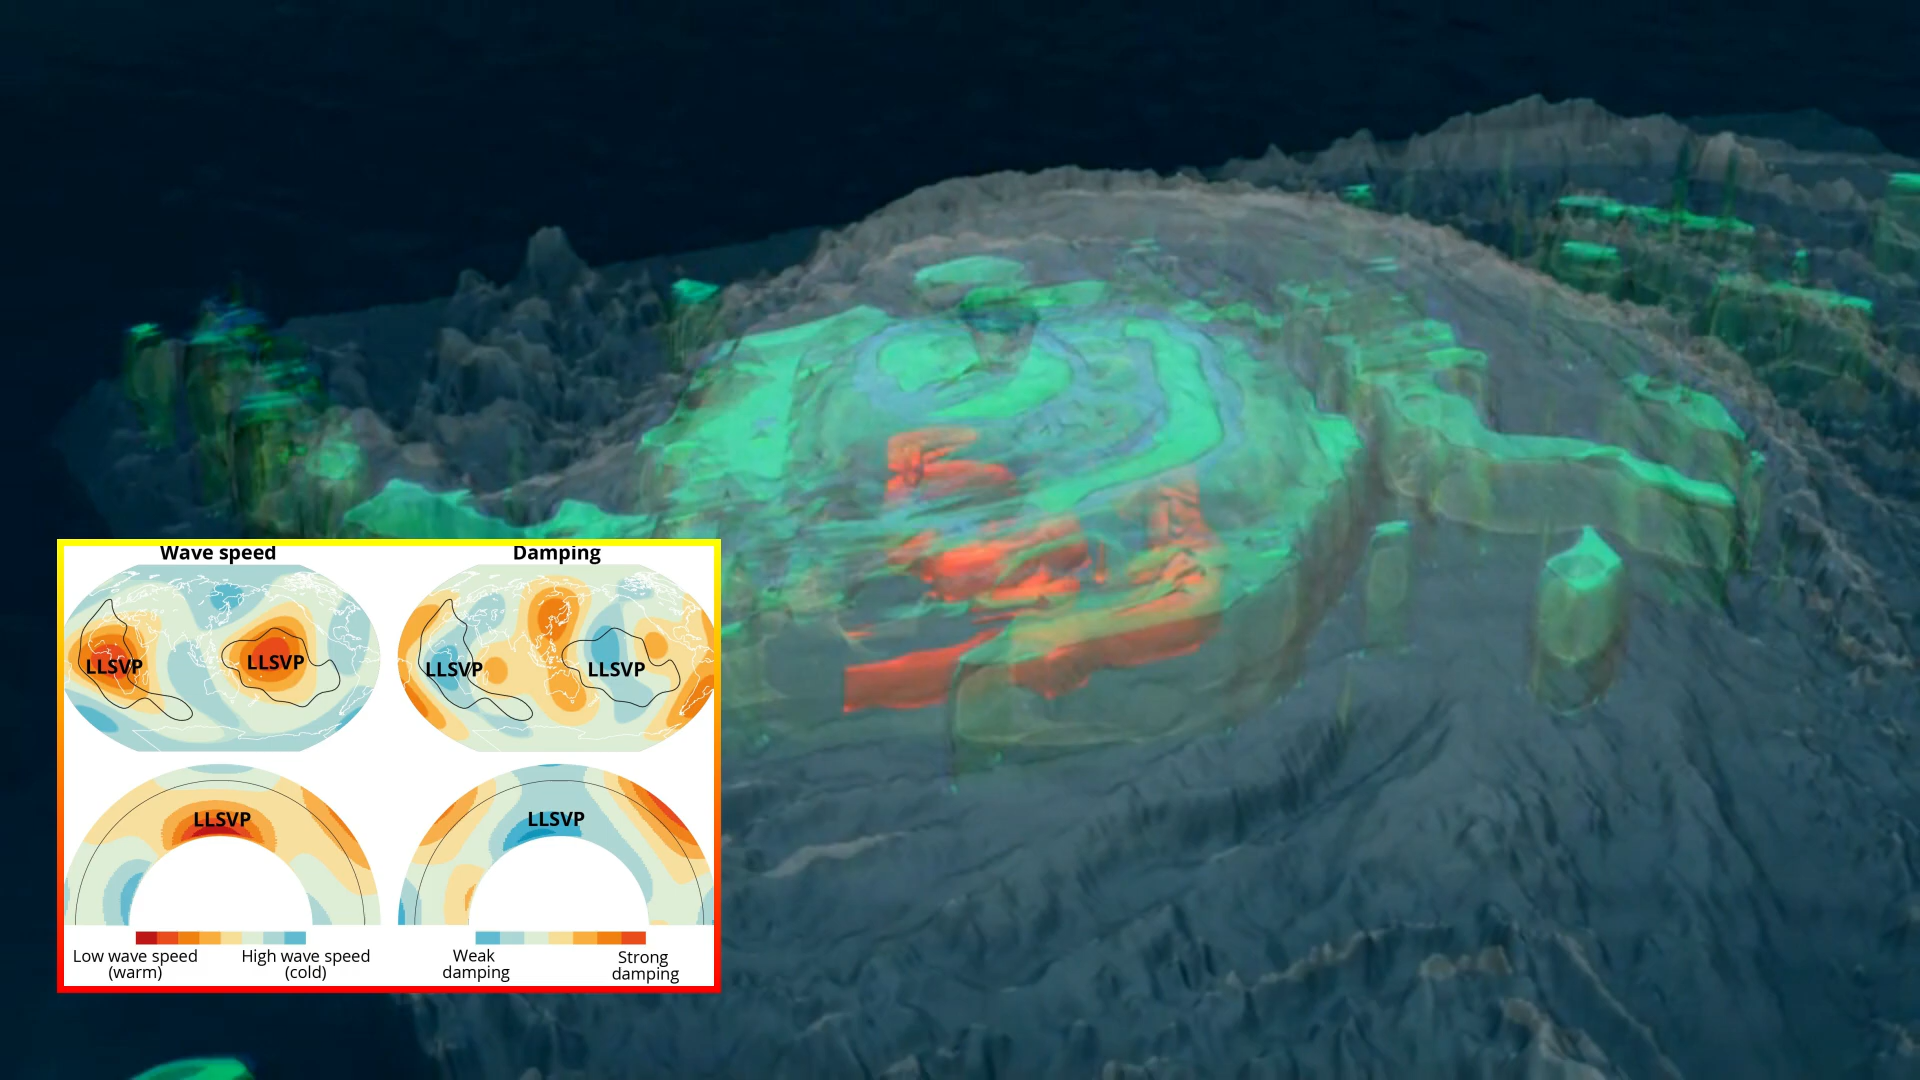 Wave speed
Damping
LLSVP
LLSVP
LLSVP
LLSVP
LLSVP
LLSVP
Low wave speed
(warm)
High wave speed
(cold)
Weak
damping
Strong
damping